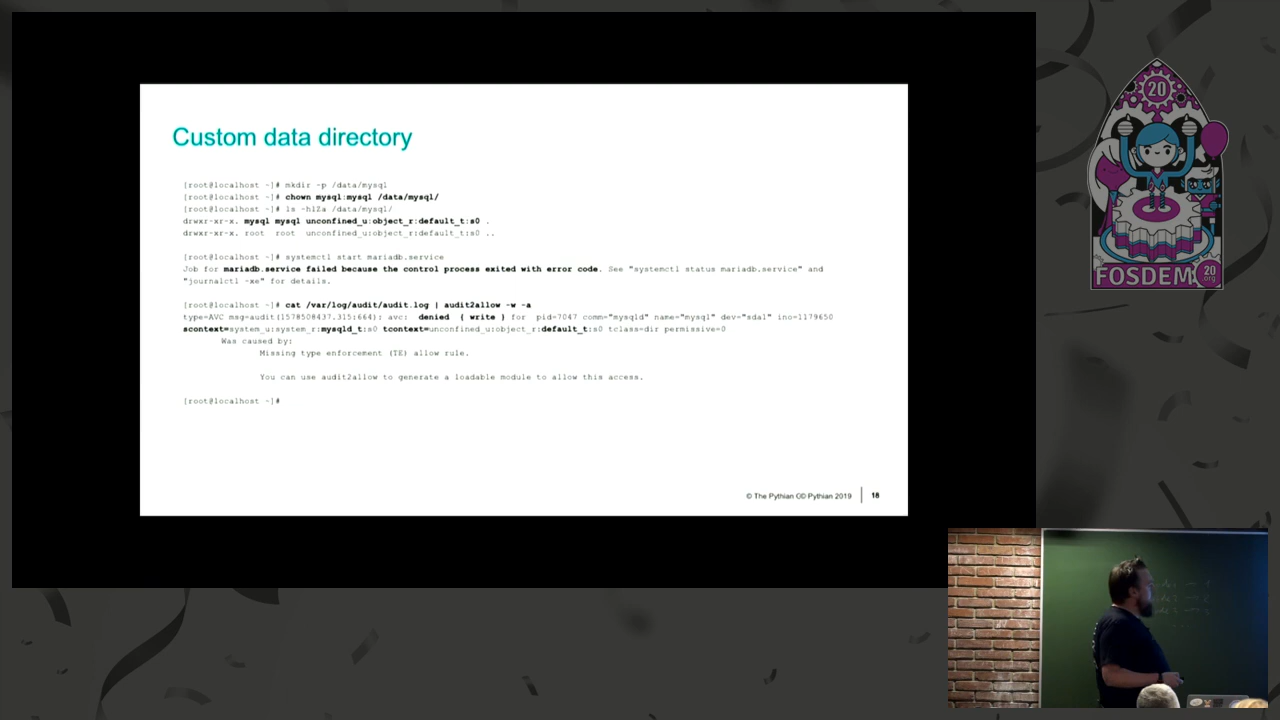 Custom data directory
[root@localhost ~]# mkdir -p /data/mysql
[root@localhost ~]# chown mysql:mysql /data/mysql/
[root@localhost ~]# ls -hlZa /data/mysql/
drwxr-xr-x. mysql mysql unconfined_u:object_r:default_t:s0 .
drwxr-xr-x. root root unconfined_u:object_r:default_t:s0 ..
[root@localhost ~]# systemctl start mariadb.service
Job for mariadb.service failed because the control process exited with error code. See "systemctl status mariadb.service" and
"journalctl -xe" for details.
[root@localhost ~]# cat /var/log/audit/audit.log | audit2allow -w -a
type=AVC msg=audit(1578508437.315:664): avc: denied { write } for pid=7047 comm="mysqld" name="mysql" dev="sda1" ino=1179650
scontext=system_u:system_r:mysqld_t:s0 tcontext=unconfined_u:object_r:default_t:s0 tclass=dir permissive=0
Was caused by:
Missing type enforcement (TE) allow rule.
You can use audit2allow to generate a loadable module to allow this access.
[root@localhost ~]#
© The Pythian 2019
18
20
FOSDEM
20
.org